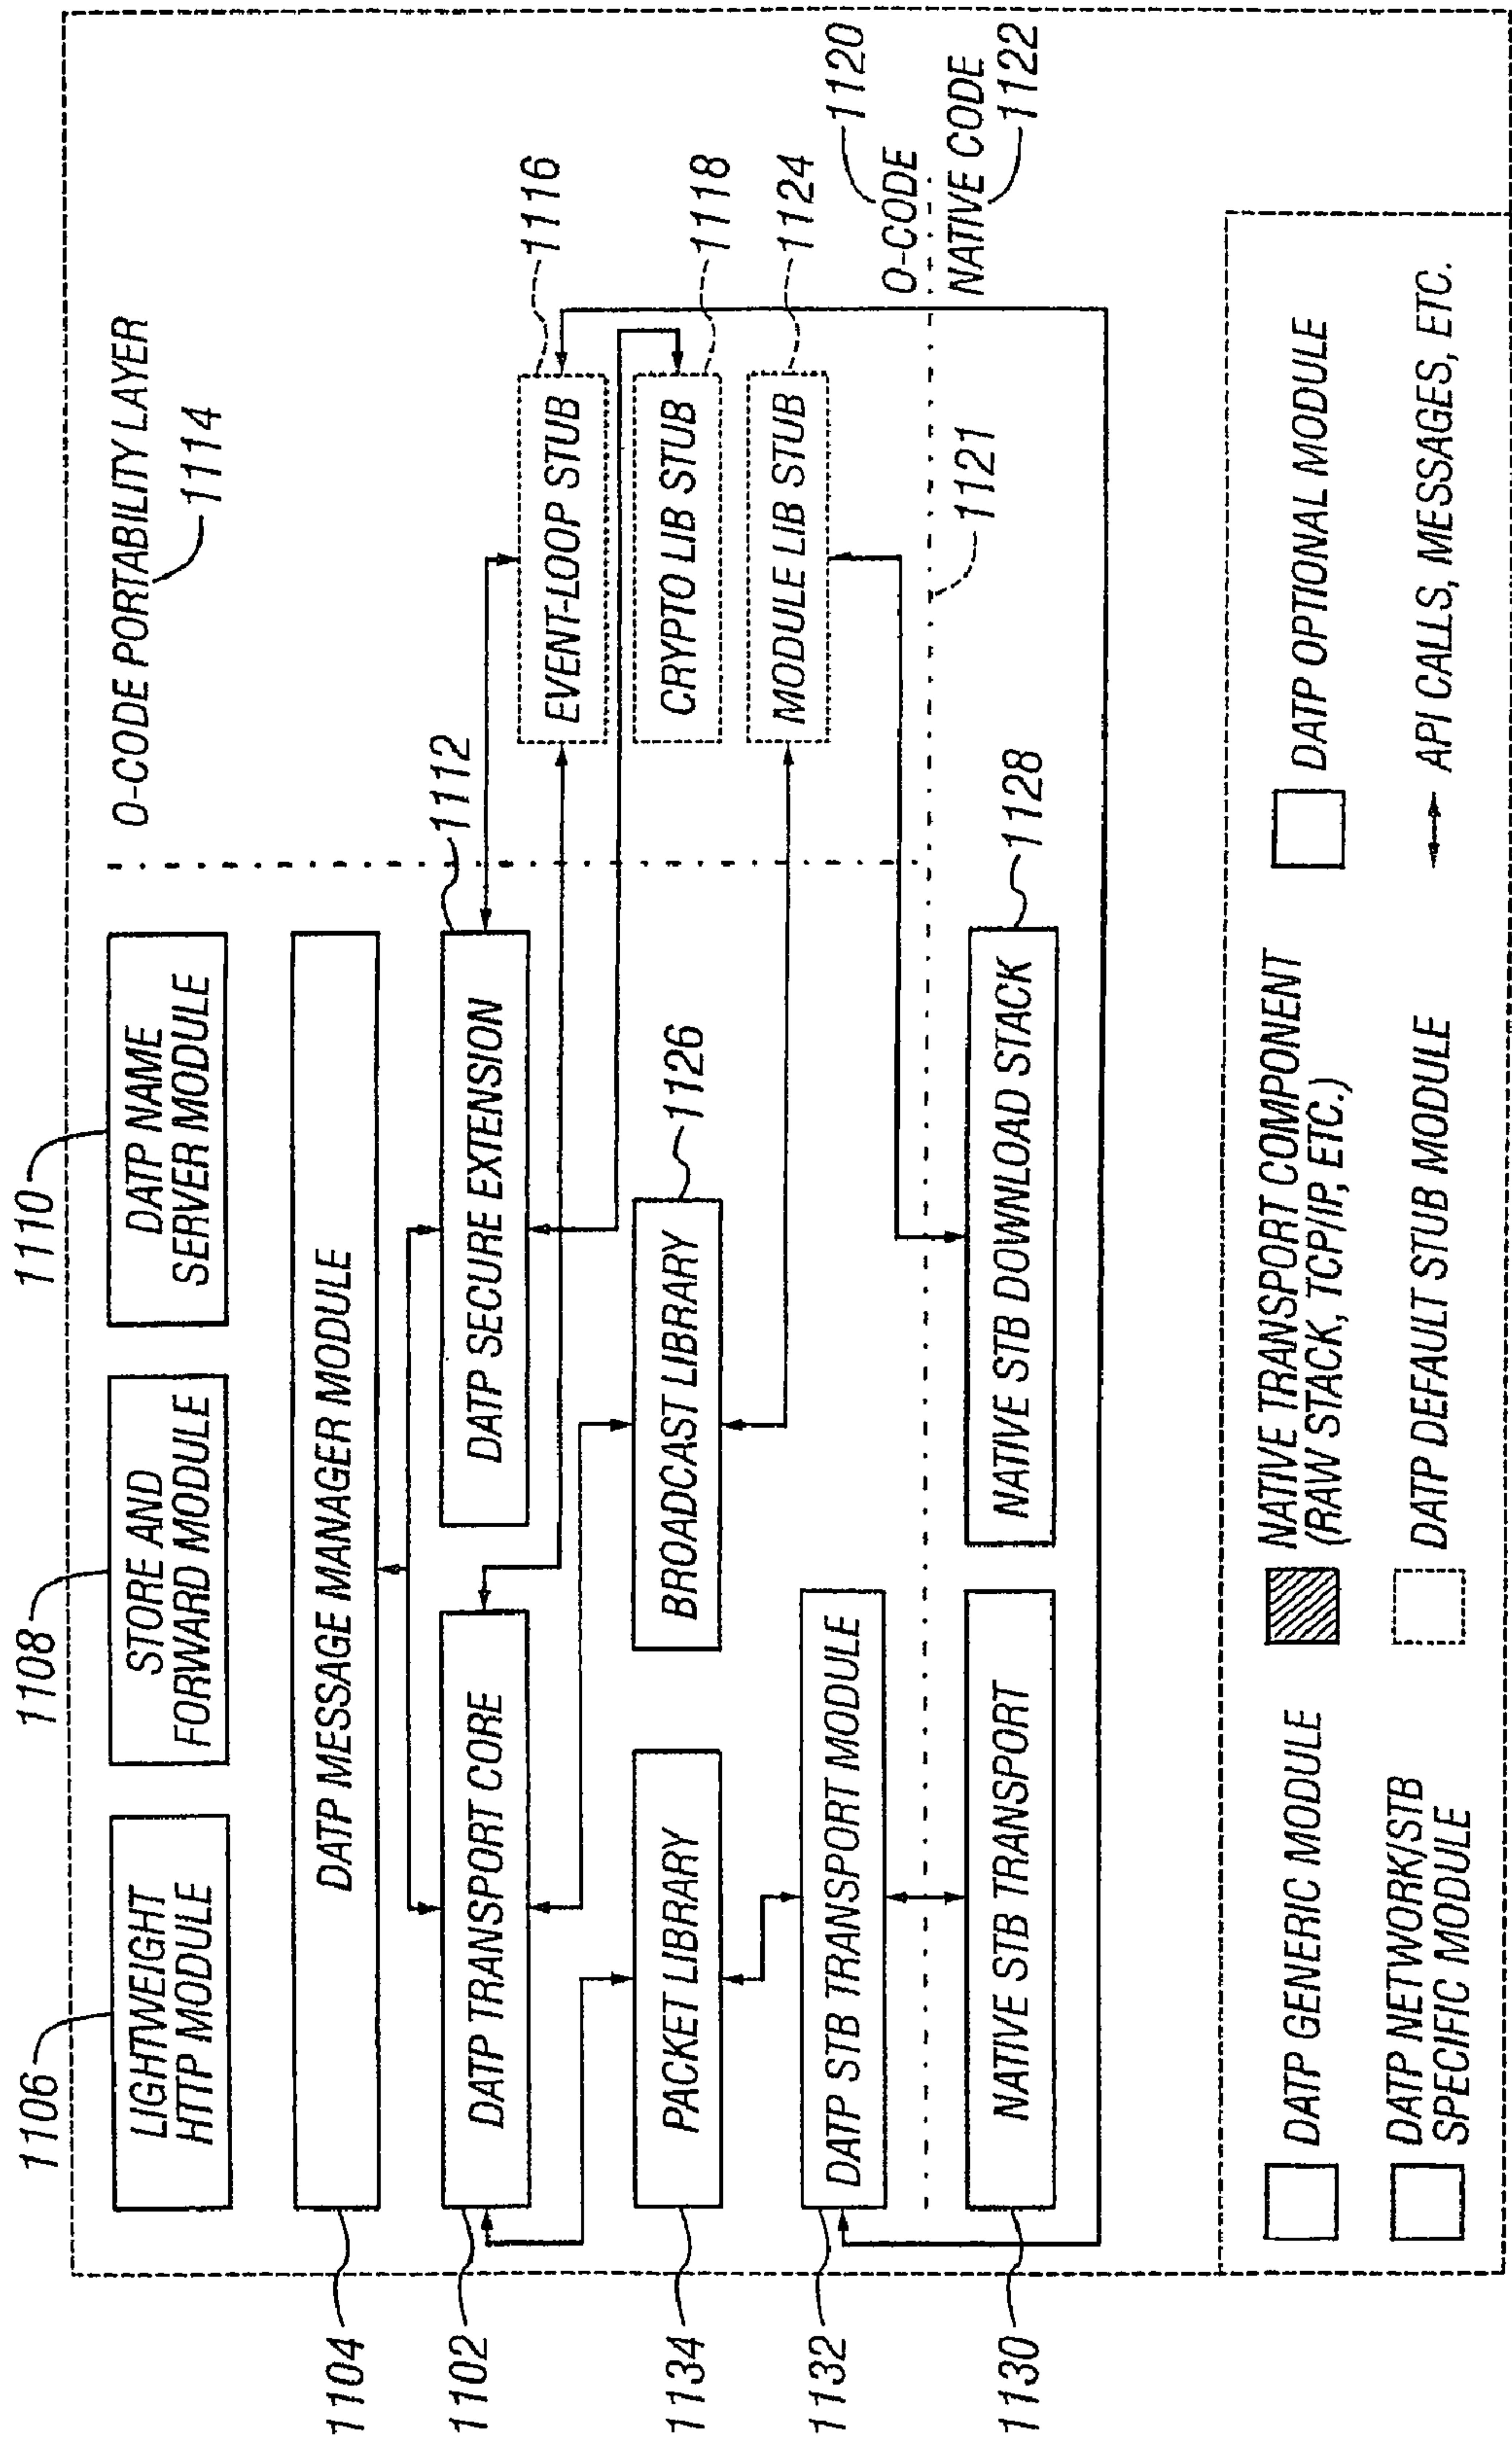 1110
1108
1106
LIGHTWEIGHT
HTTP MODULE
STORE AND
FORWARD MODULE
DATP NAME
SERVER MODULE
O-CODE PORTABILITY LAYER
1114
1104
DATP MESSAGE MANAGER MODULE
1112
1116
1102
DATP TRANSPORT CORE
DATP SECURE EXTENSION
EVENT-LOOP STUB
1126
1118
1134
PACKET LIBRARY
BROADCAST LIBRARY
CRYPTO LIB STUB
1124
MODULE LIB STUB
1132
DATP STB TRANSPORT MODULE
1120
O-CODE
NATIVE CODE
1122
1121
1128
1130
NATIVE STB TRANSPORT
NATIVE STB DOWNLOAD STACK
DATP GENERIC MODULE
NATIVE TRANSPORT COMPONENT
(RAW STACK, TCP/IP, ETC.)
DATP OPTIONAL MODULE
DATP NETWORK/STB
SPECIFIC MODULE
DATP DEFAULT STUB MODULE
API CALLS, MESSAGES, ETC.